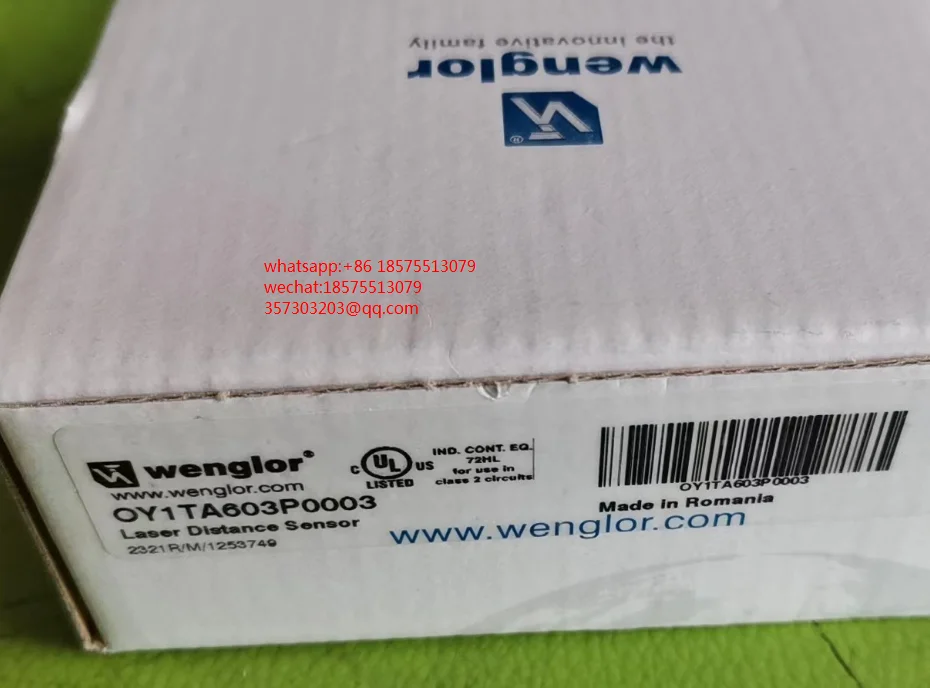 the innovative family
wenglor
®
whatsapp:+86 18575513079
wechat:18575513079
357303203@qq.com
wenglor®
www.wenglor.com
OY1TA603P0003
Laser Distance Sensor
2321R/M/1253749
C UL US
LISTED
IND. CONT. EQ.
72HL
for use in
class 2 circuits
OY1TA603P0003
Made in Romania
www.wenglor.com